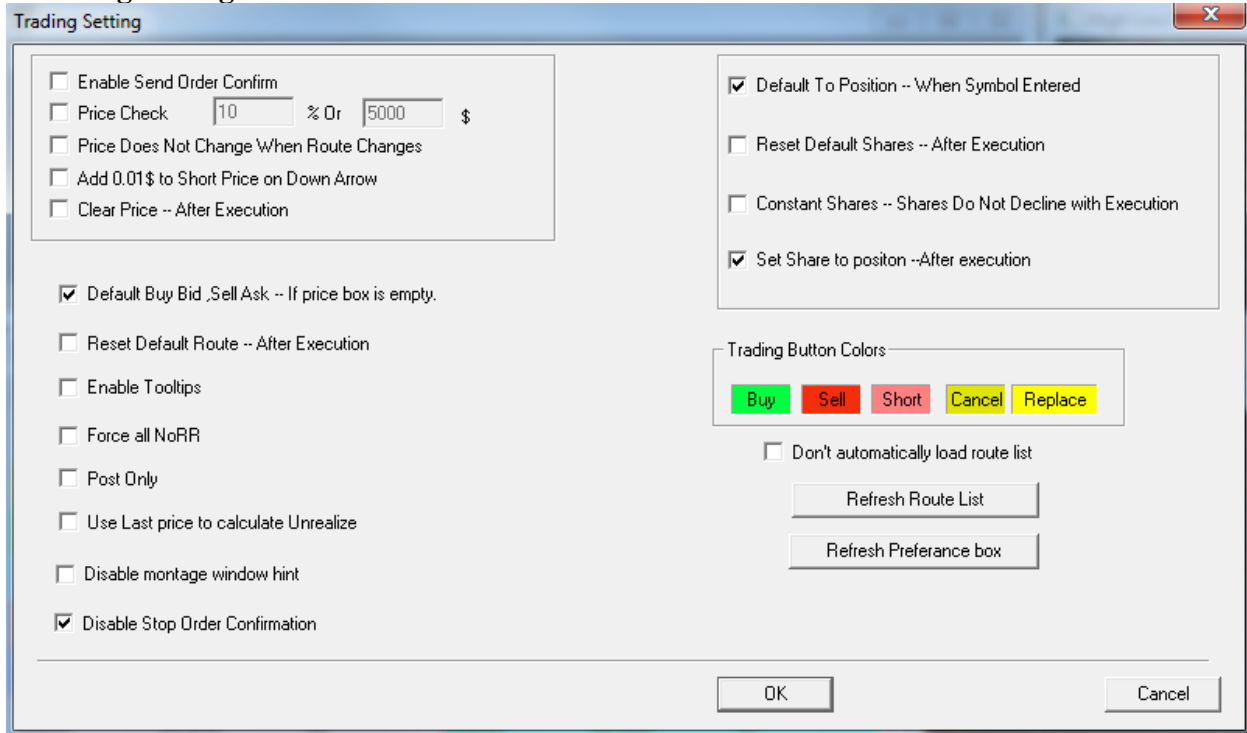 Trading Setting
Enable Send Order Confirm
Price Check 10 % Or 5000 $
Price Does Not Change When Route Changes
Add 0.01$ to Short Price on Down Arrow
Clear Price -- After Execution
Default Buy Bid ,Sell Ask -- If price box is empty.
Reset Default Route -- After Execution
Enable Tooltips
Force all NoRR
Post Only
Use Last price to calculate Unrealize
Disable montage window hint
Disable Stop Order Confirmation
Default To Position -- When Symbol Entered
Reset Default Shares -- After Execution
Constant Shares -- Shares Do Not Decline with Execution
Set Share to positon --After execution
Trading Button Colors
Buy Sell Short Cancel Replace
Don't automatically load route list
Refresh Route List
Refresh Preferance box
OK Cancel